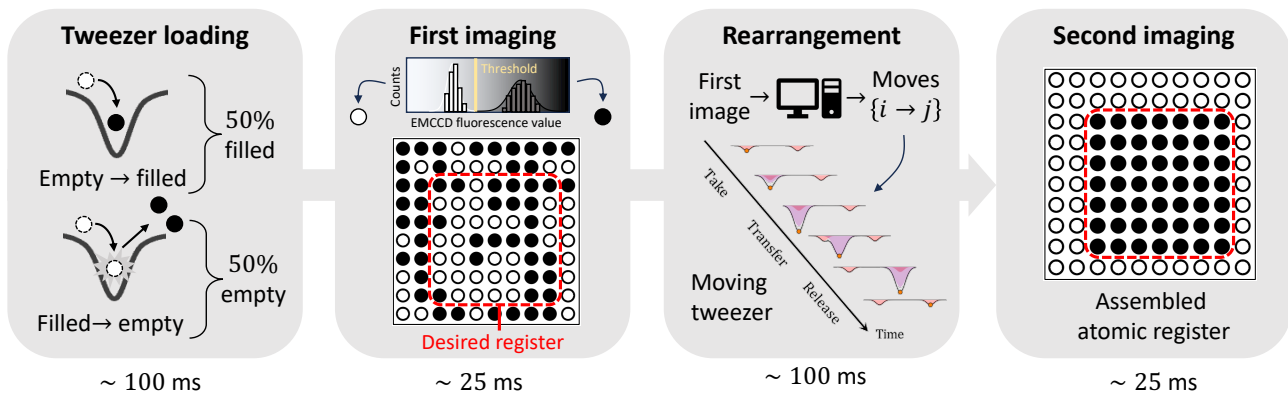 Tweezer loading
50%
filled
Empty → filled
50%
empty
Filled→ empty
~ 100 ms
First imaging
Counts
Threshold
EMCCD fluorescence value
Desired register
~ 25 ms
Rearrangement
First
image
→
→
Moves
{i → j}
Take
Transfer
Release
Time
Moving
tweezer
~ 100 ms
Second imaging
Assembled
atomic register
~ 25 ms